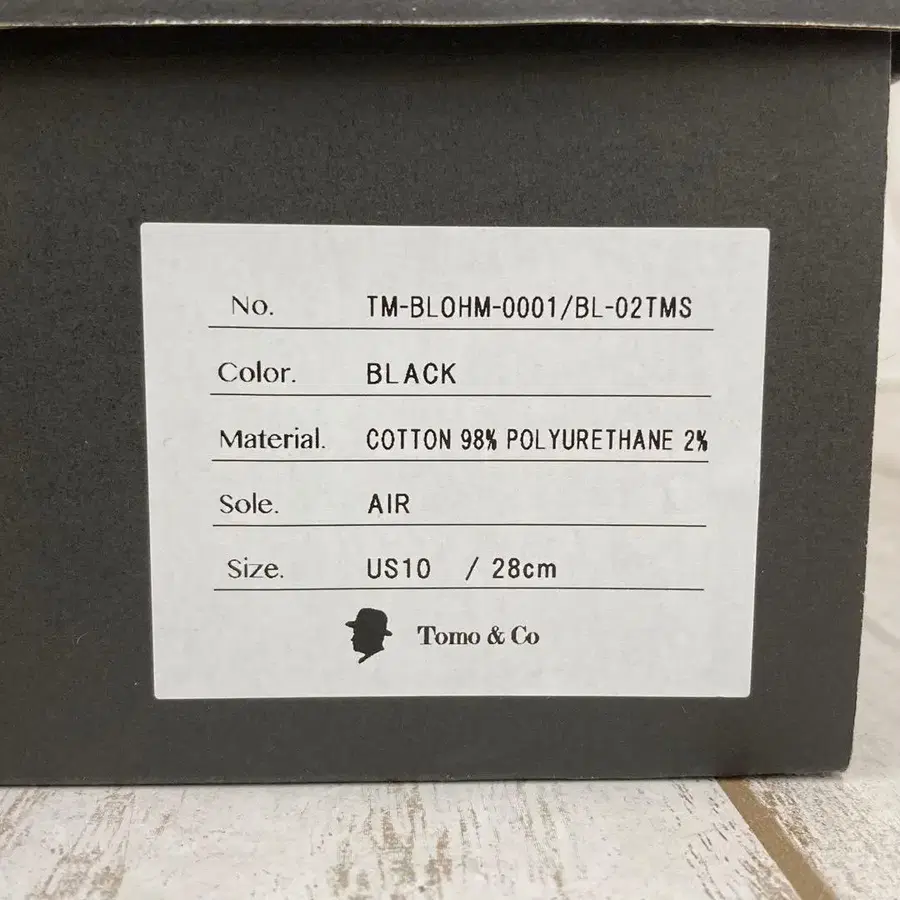 No. TM-BLOHM-0001/BL-02TMS
Color. BLACK
Material. COTTON 98% POLYURETHANE 2%
Sole. AIR
Size. US10 / 28cm
Tomo & Co